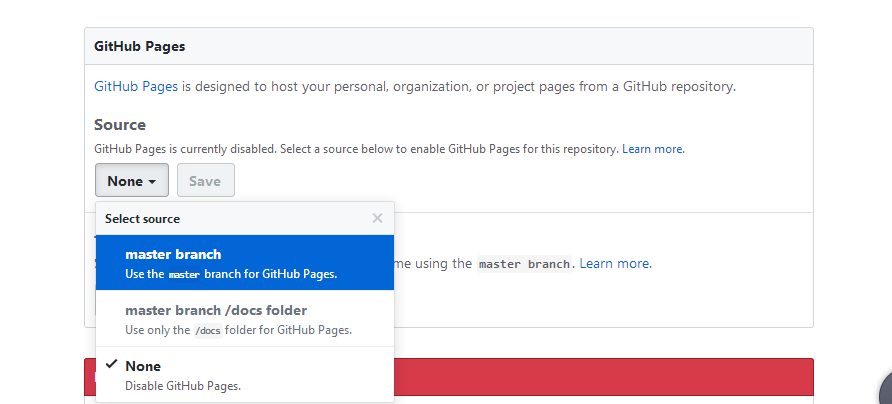 GitHub Pages
GitHub Pages is designed to host your personal, organization, or project pages from a GitHub repository.
Source
GitHub Pages is currently disabled. Select a source below to enable GitHub Pages for this repository. Learn more.
None
Save
Select source
master branch
Use the master branch for GitHub Pages.
me using the master branch. Learn more.
master branch /docs folder
Use only the /docs folder for GitHub Pages.
None
Disable GitHub Pages.